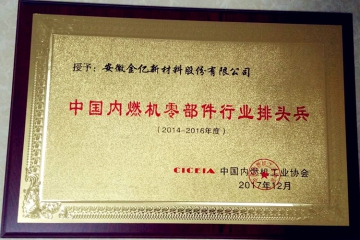 授予：安徽金亿新材料股份有限公司
中国内燃机零部件行业排头兵
（2014-2016年度）
CICEIA 中国内燃机工业协会
2017年12月